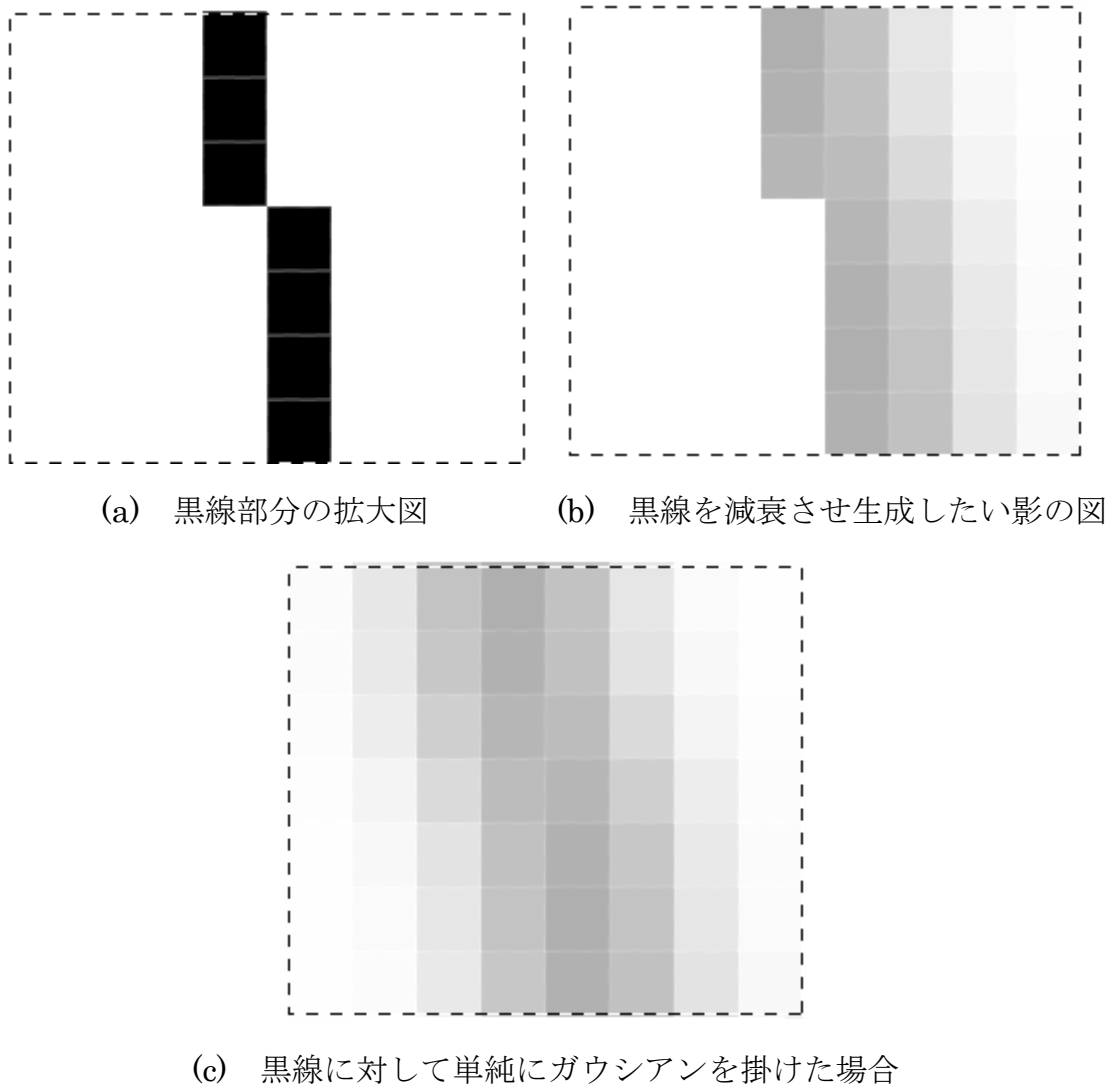 (a) 黒線部分の拡大図
(b) 黒線を減衰させ生成したい影の図
(c) 黒線に対して単純にガウシアンを掛けた場合